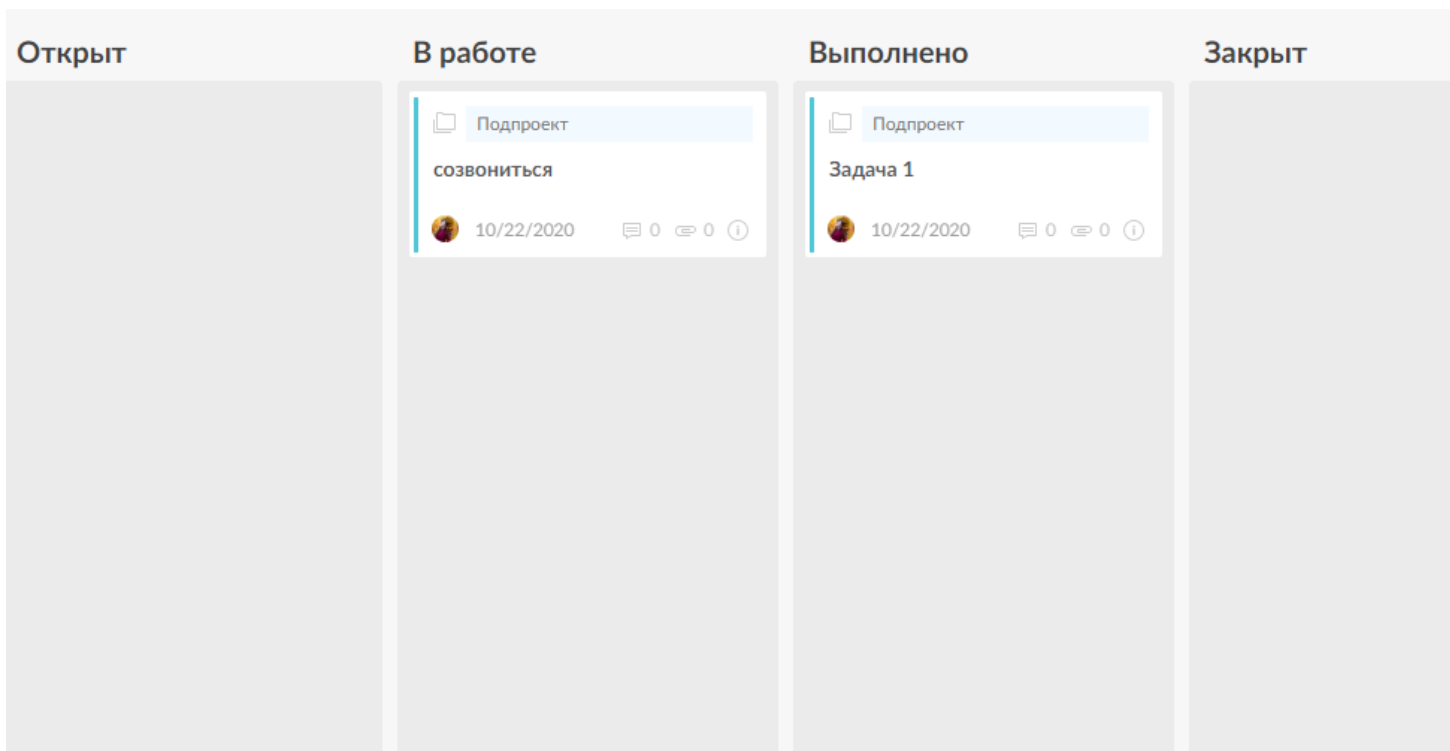 Открыт
В работе
Выполнено
Закрыт
Подпроект
созвониться
10/22/2020 0 0
Подпроект
Задача 1
10/22/2020 0 0